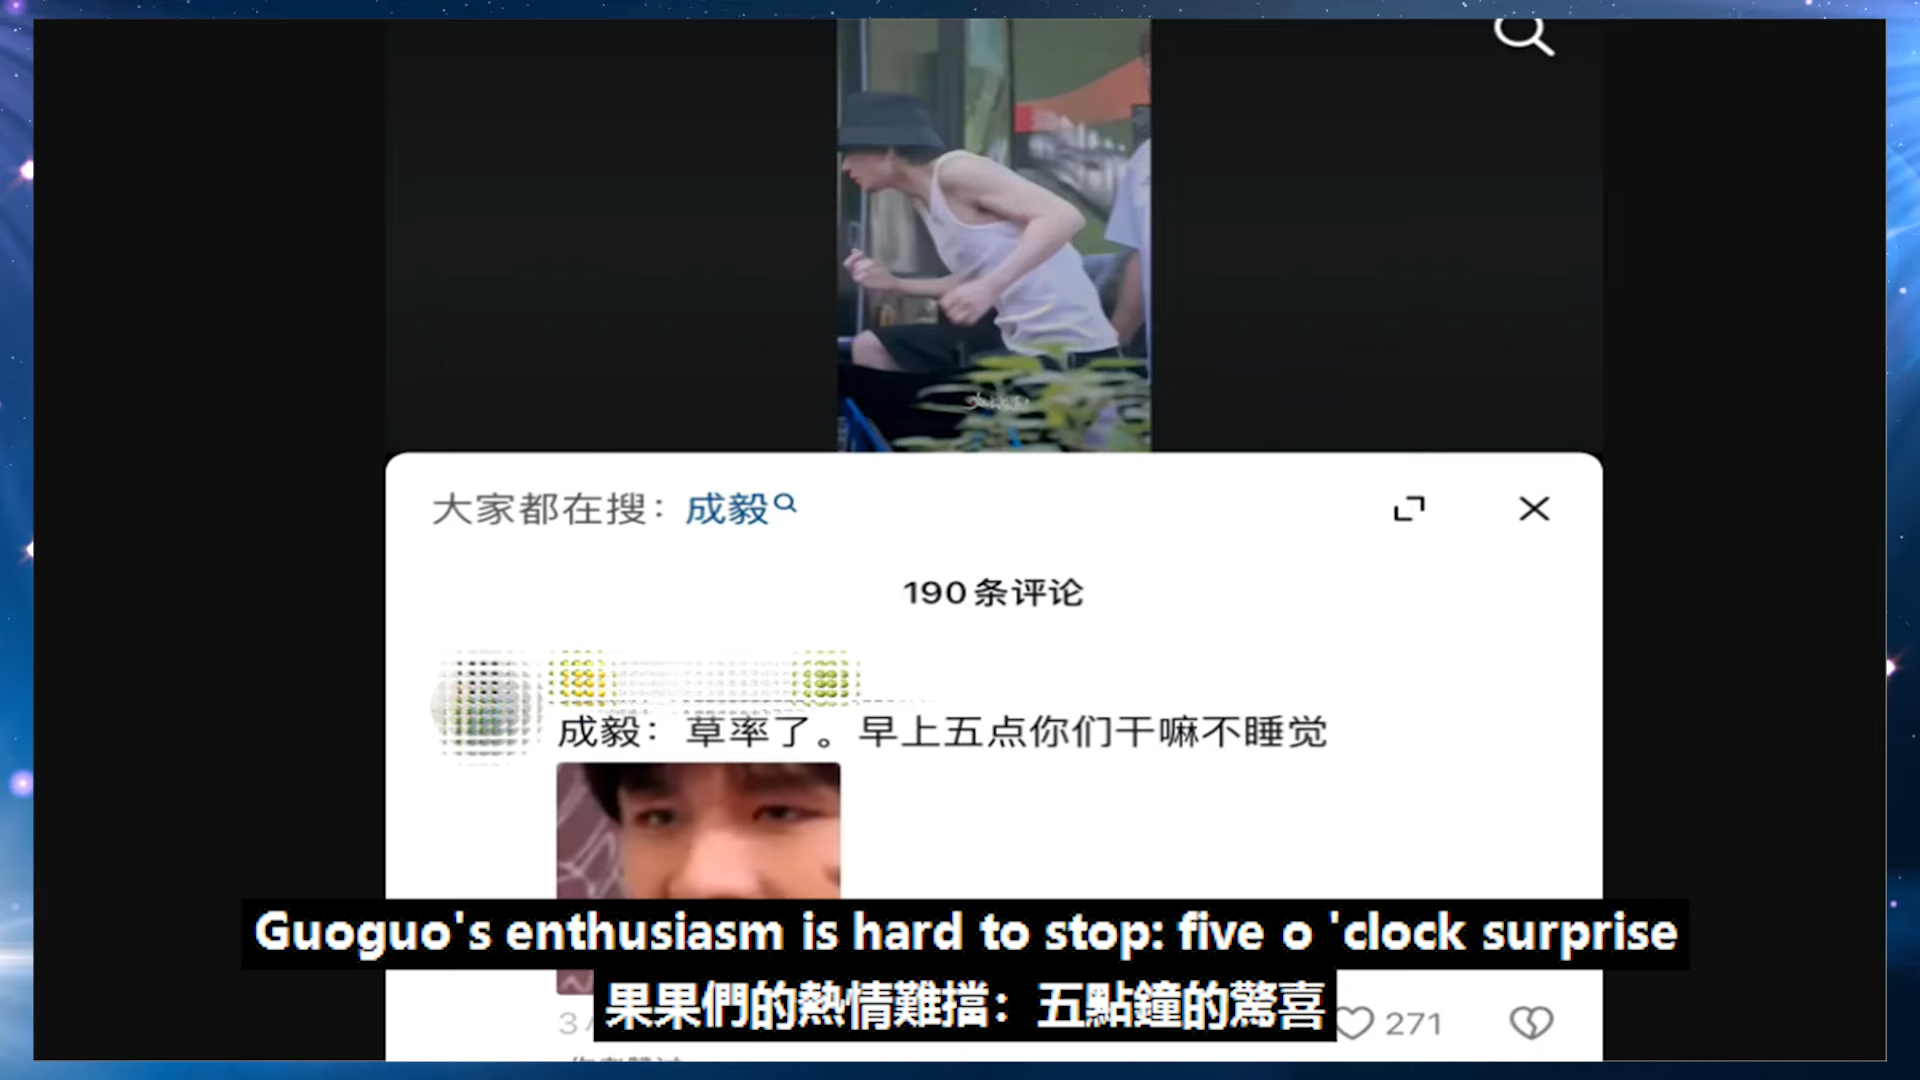 大家都在搜：成毅
190条评论
成毅：草率了。早上五点你们干嘛不睡觉
Guoguo's enthusiasm is hard to stop: five o 'clock surprise
果果們的熱情難擋：五點鐘的驚喜
3
271